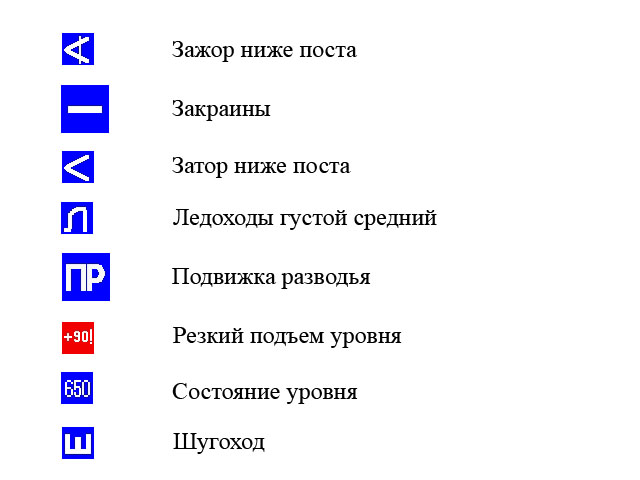 Зажор ниже поста
Закраины
Затор ниже поста
Л Ледоходы густой средний
ПР Подвижка разводья
+90! Резкий подъем уровня
650 Состояние уровня
Ш Шугоход